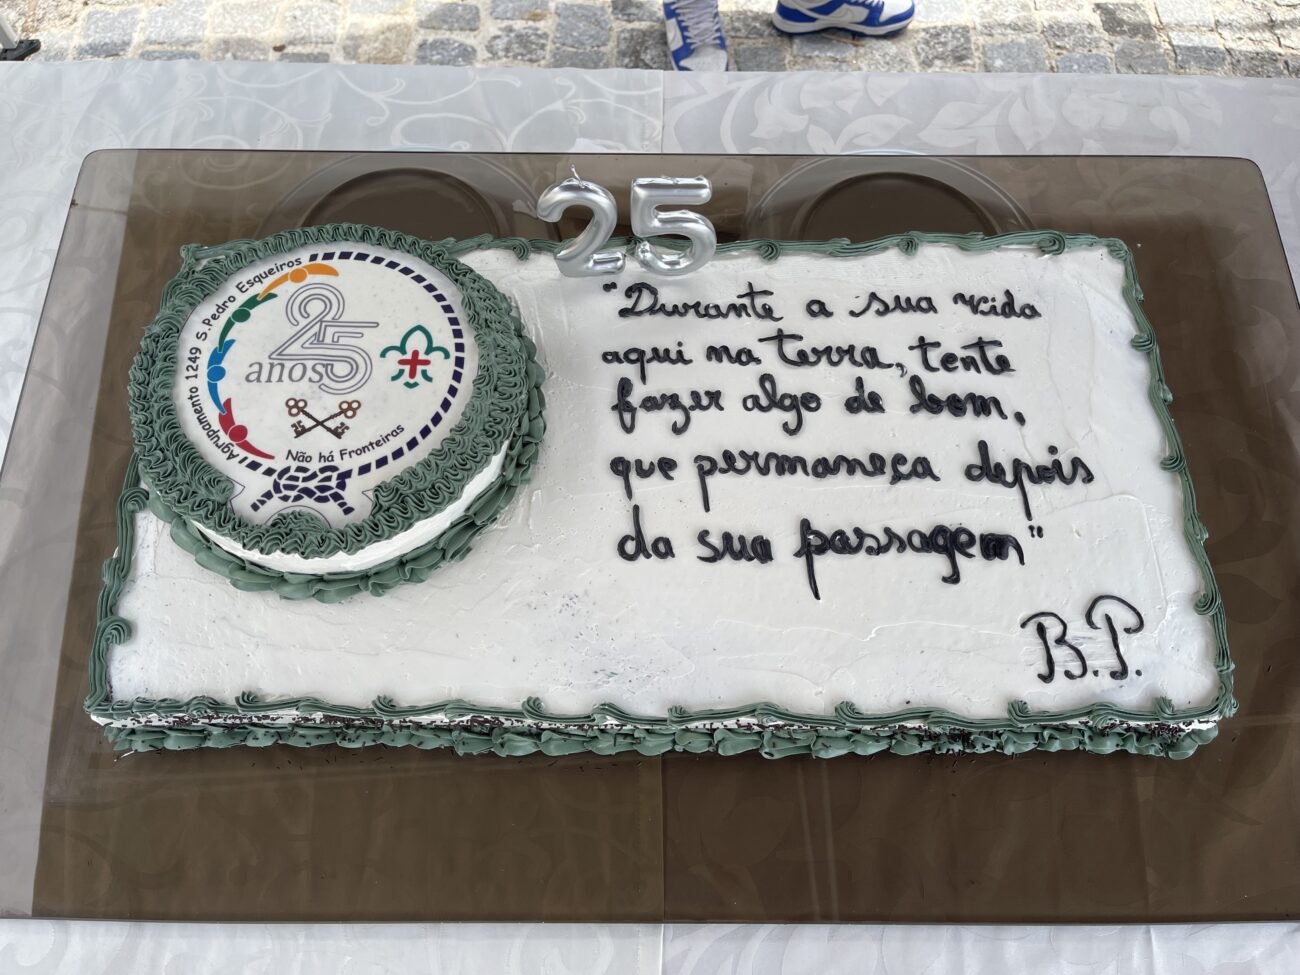 25
Agrupamento 1249 S. Pedro Esqueiros
25
anos
Não há Fronteiras
"Durante a sua vida
aqui na terra, tente
fazer algo de bom,
que permaneça depois
da sua passagem"
B.P.